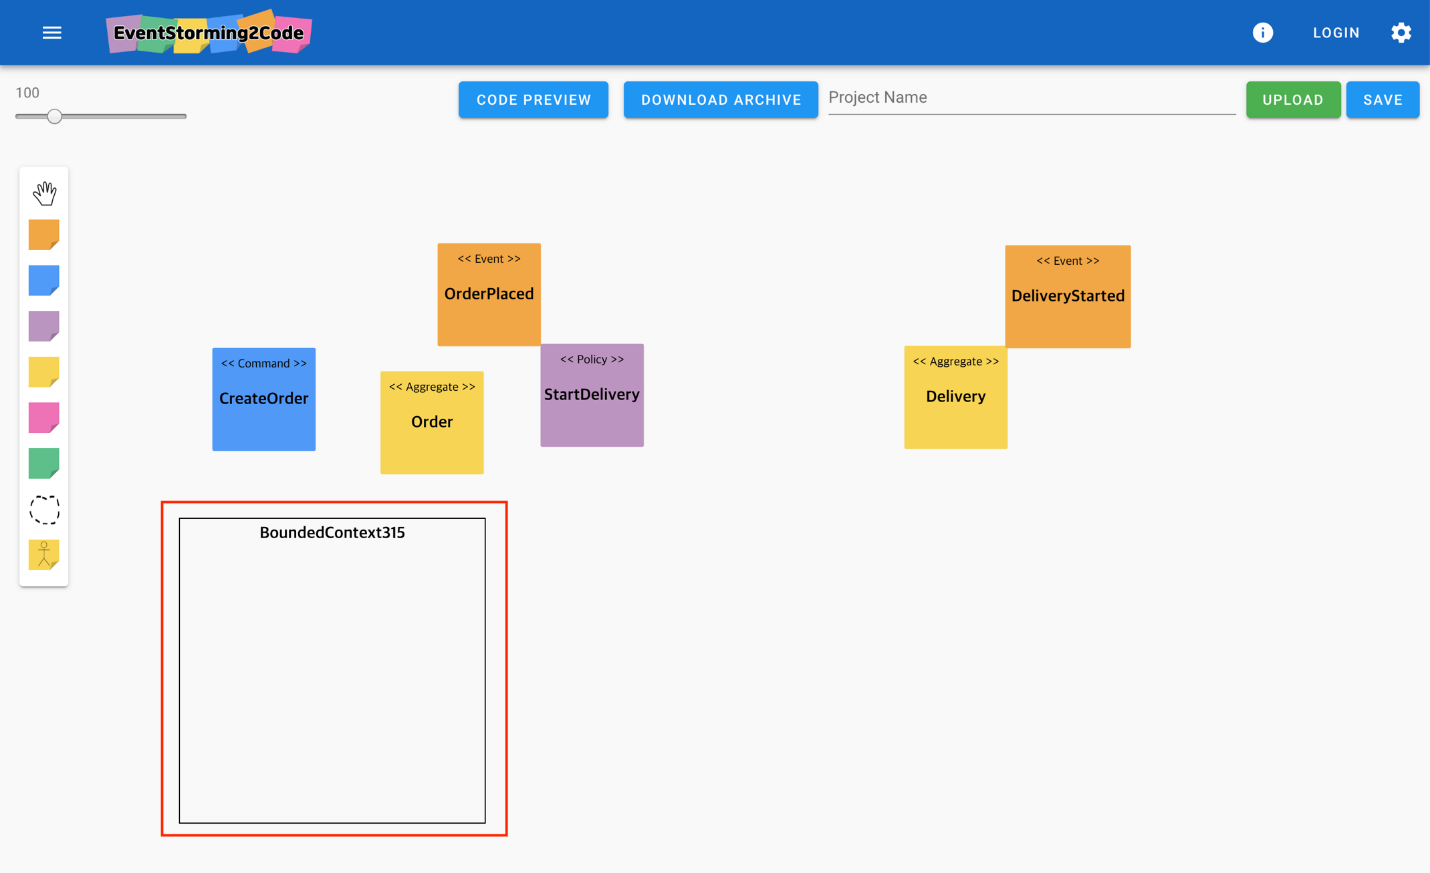 EventStorming2Code
LOGIN
100
CODE PREVIEW
DOWNLOAD ARCHIVE
Project Name
UPLOAD
SAVE
<< Event >>
OrderPlaced
<< Event >>
DeliveryStarted
<< Command >>
CreateOrder
<< Aggregate >>
Order
<< Policy >>
StartDelivery
<< Aggregate >>
Delivery
BoundedContext315